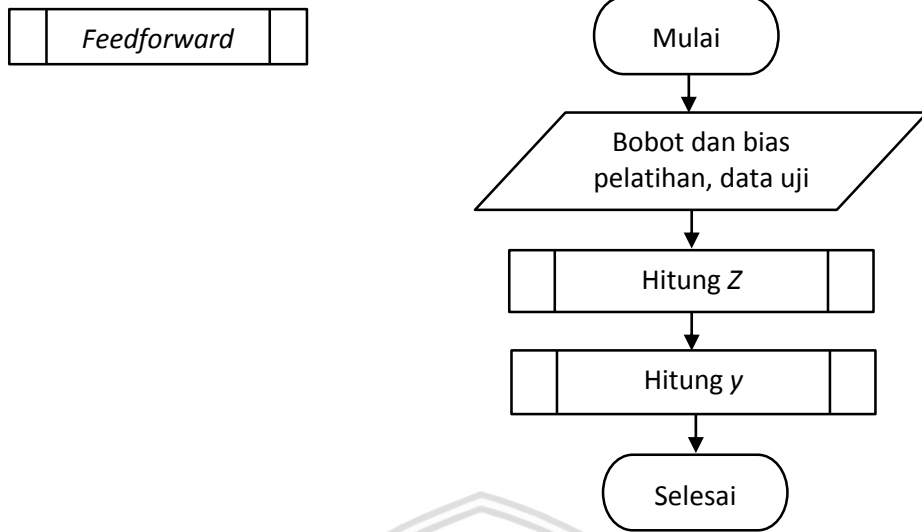 Feedforward
Mulai
Bobot dan bias
pelatihan, data uji
Hitung Z
Hitung y
Selesai